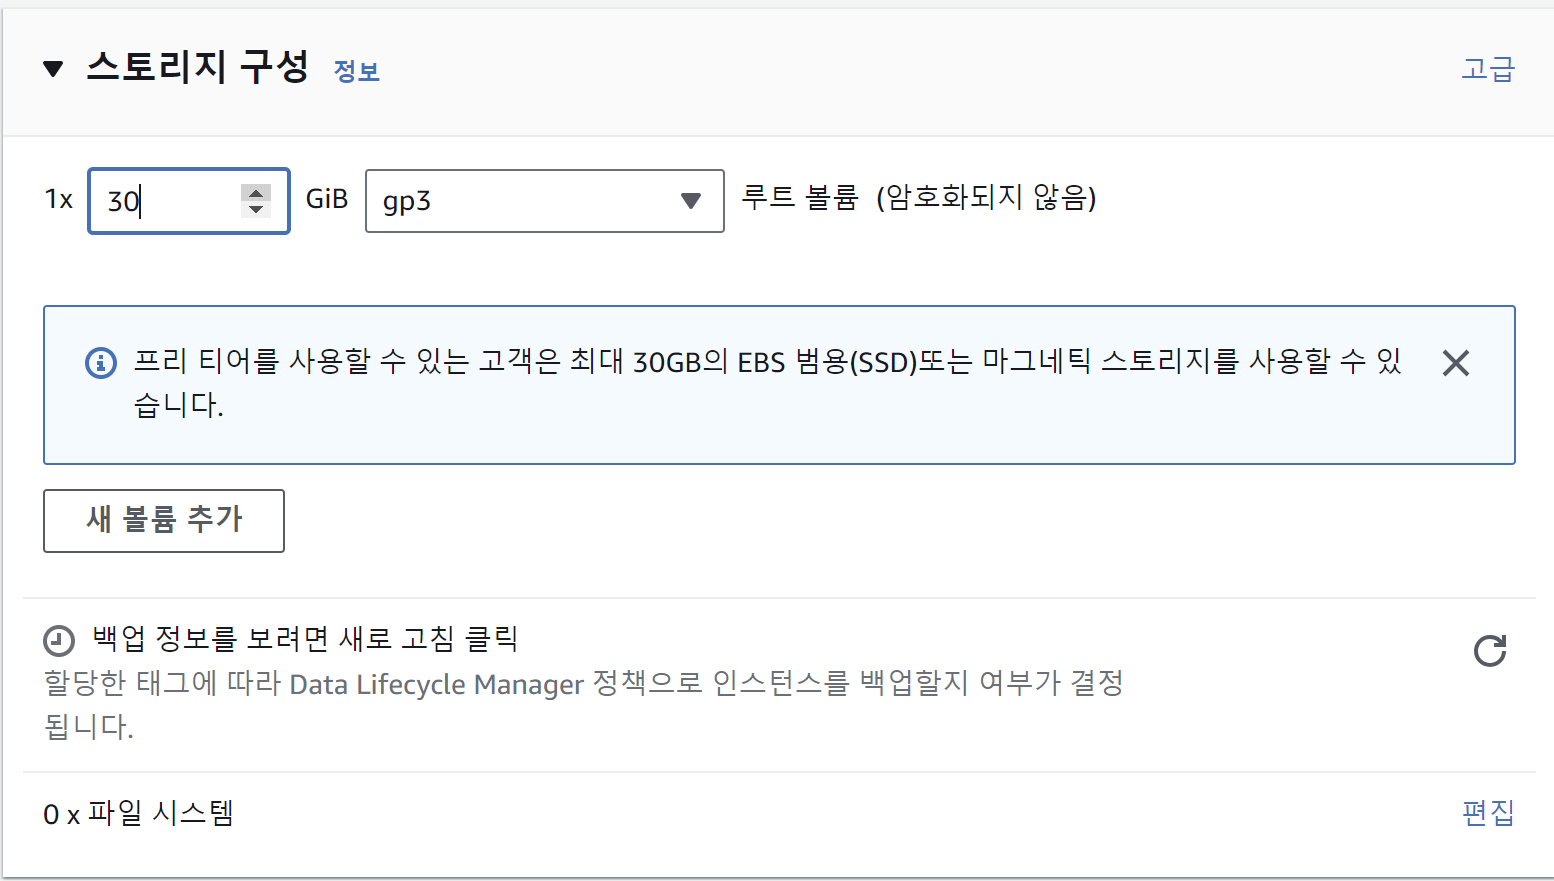 스토리지 구성 정보 고급
1x 30 GiB gp3 루트 볼륨 (암호화되지 않음)
프리 티어를 사용할 수 있는 고객은 최대 30GB의 EBS 범용(SSD)또는 마그네틱 스토리지를 사용할 수 있
습니다.
새 볼륨 추가
백업 정보를 보려면 새로 고침 클릭
할당한 태그에 따라 Data Lifecycle Manager 정책으로 인스턴스를 백업할지 여부가 결정
됩니다.
0 x 파일 시스템 편집